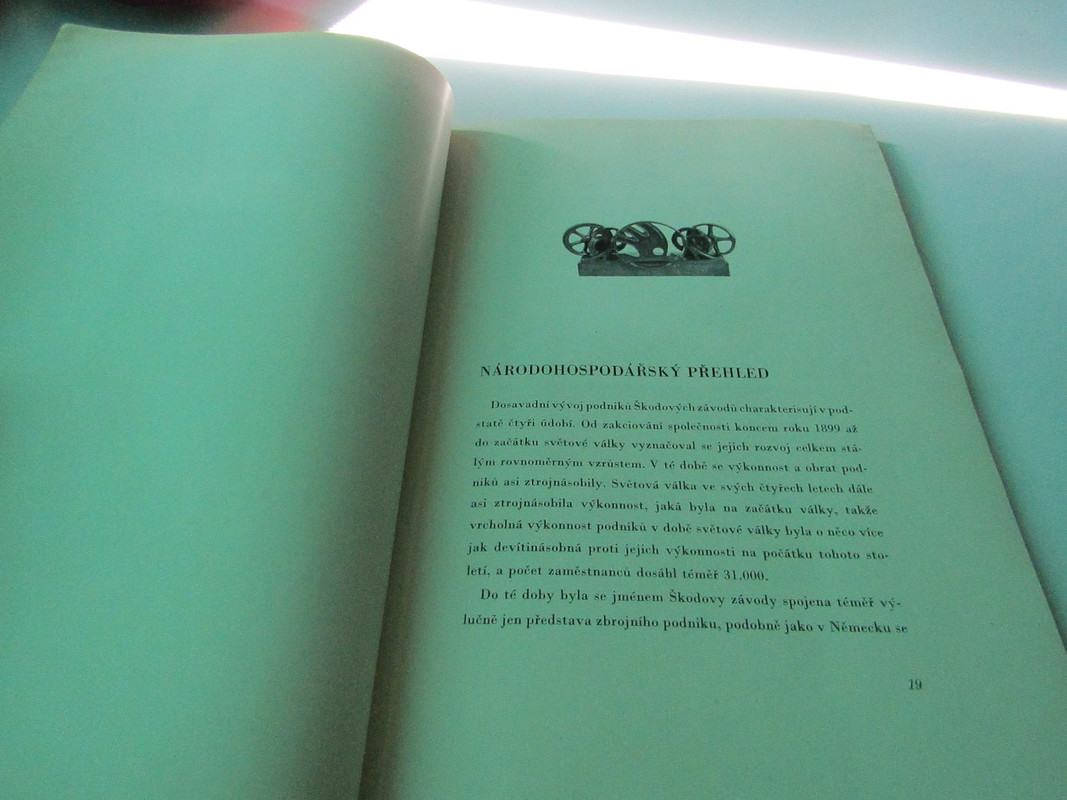 NÁRODOHOSPODÁŘSKÝ PŘEHLED
Dosavadní vývoj podniků Škodových závodů charakterisují v pod-
statě čtyři údobí. Od zakciování společnosti koncem roku 1899 až
do začátku světové války vyznačoval se jejich rozvoj celkem stá-
lým rovnoměrným vzrůstem. V té době se výkonnost a obrat pod-
niků asi ztrojnásobily. Světová válka ve svých čtyřech letech dále
asi ztrojnásobila výkonnost, jaká byla na začátku války, takže
vrcholná výkonnost podniků v době světové války byla o něco více
jak devítinásobná proti jejich výkonnosti na počátku tohoto sto-
letí, a počet zaměstnanců dosáhl téměř 31.000.
Do té doby byla se jménem Škodovy závody spojena téměř vý-
lučně jen představa zbrojního podniku, podobně jako v Německu se
19